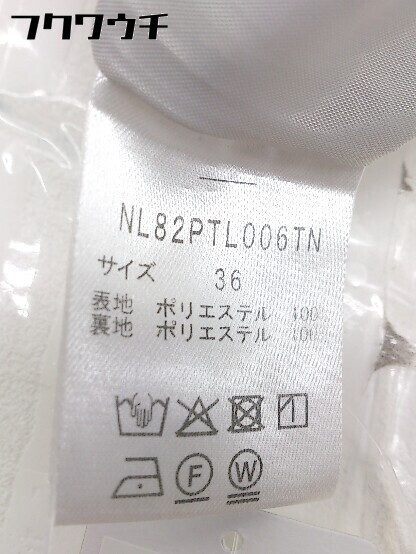 フクワウチ
NL82PTL006TN
サイズ 36
表地 ポリエステル 100
裏地 ポリエステル 100
F W